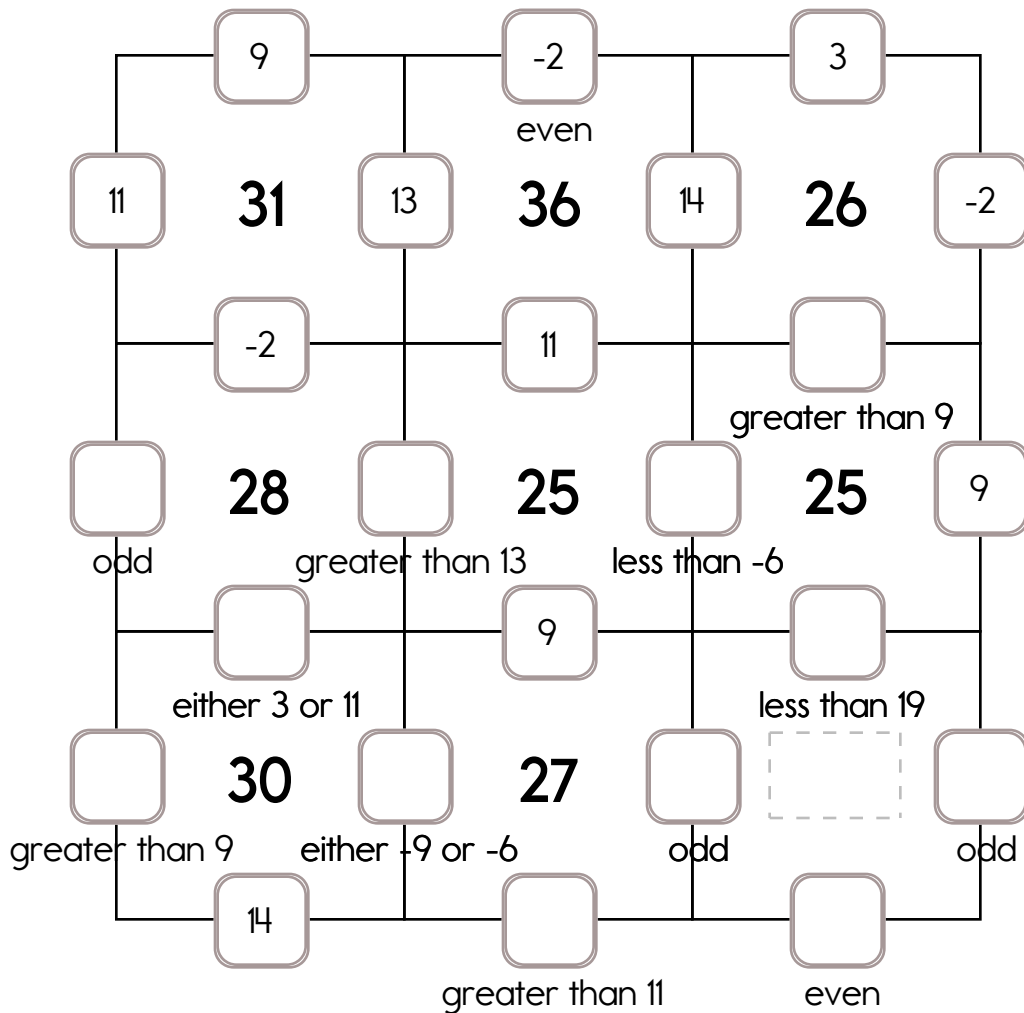 9 -2 3
even
11 31 13 36 14 26 -2
-2 11
greater than 9
28 25 25 9
odd greater than 13 less than -6
9
either 3 or 11 less than 19
30 27
greater than 9 either -9 or -6 odd odd
14
greater than 11 even